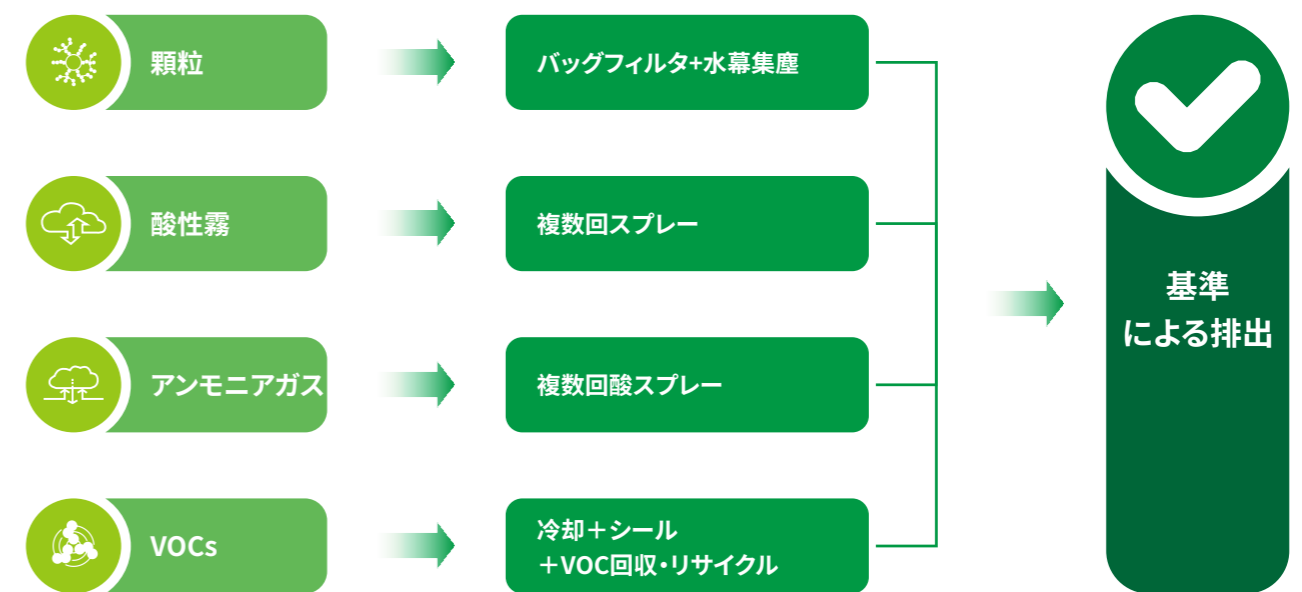 顆粒
バッグフィルタ+水幕集塵
酸性霧
複数回スプレー
アンモニアガス
複数回酸スプレー
VOCs
冷却＋シール
＋VOC回収・リサイクル
基準
による排出